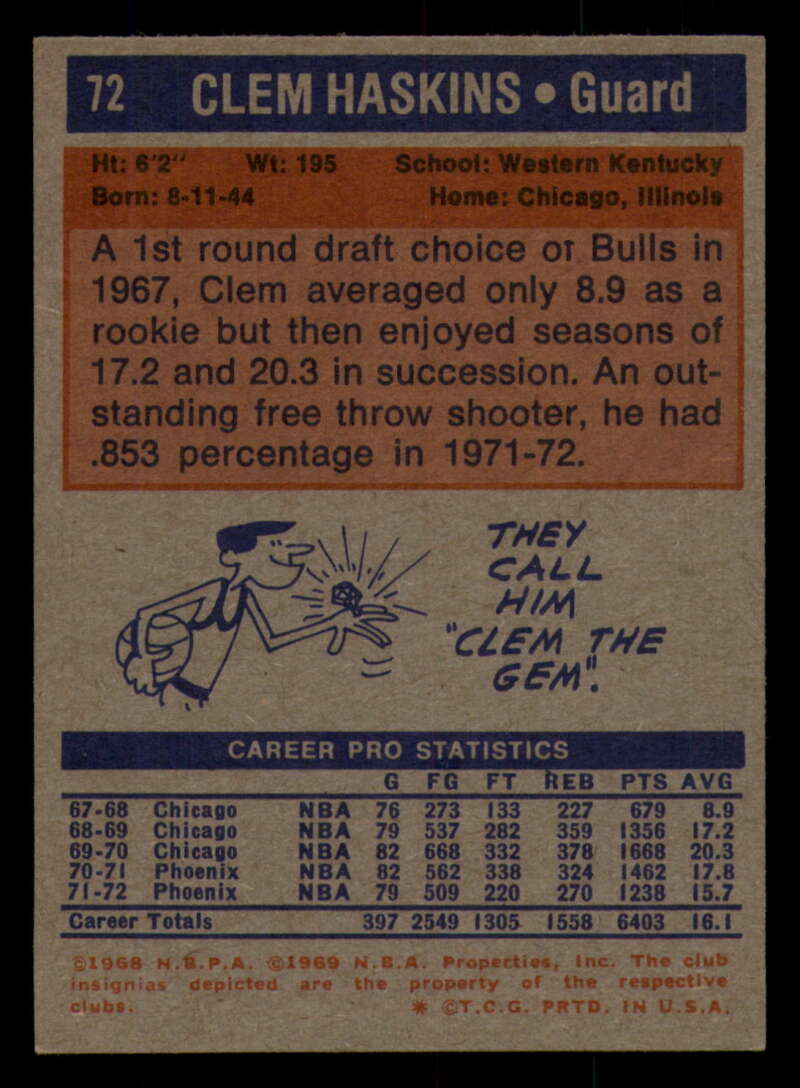 72 CLEM HASKINS • Guard
Ht: 6'2" Wt: 195 School: Western Kentucky
Born: 8-11-44 Home: Chicago, Illinois
A 1st round draft choice of Bulls in
1967, Clem averaged only 8.9 as a
rookie but then enjoyed seasons of
17.2 and 20.3 in succession. An out-
standing free throw shooter, he had
.853 percentage in 1971-72.
THEY
CALL
HIM
"CLEM THE
GEM".
CAREER PRO STATISTICS
G FG FT REB PTS AVG
67-68 Chicago NBA 76 273 133 227 679 8.9
68-69 Chicago NBA 79 537 282 359 1356 17.2
69-70 Chicago NBA 82 668 332 378 1668 20.3
70-71 Phoenix NBA 82 562 338 324 1462 17.8
71-72 Phoenix NBA 79 509 220 270 1238 15.7
Career Totals 397 2549 1305 1558 6403 16.1
©1968 N.B.P.A. ©1969 N.B.A. Properties, Inc. The club
insignias depicted are the property of the respective
clubs. * ©T.C.G. PRTD. IN U.S.A.